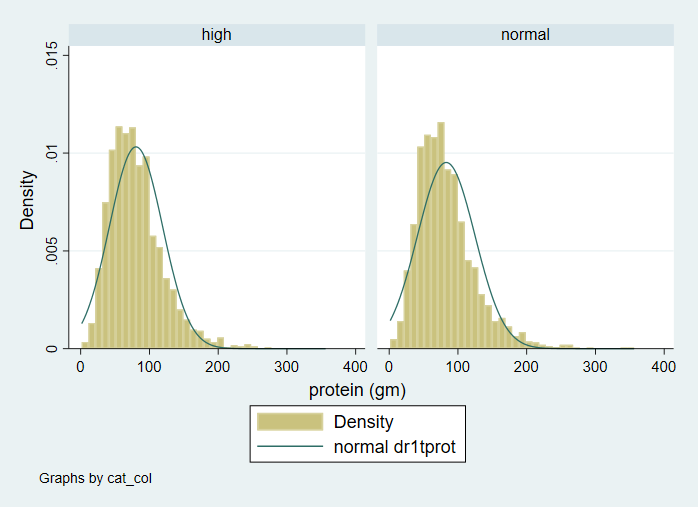 high normal
.015
.01
.005
0
Density
0 100 200 300 400 0 100 200 300 400
protein (gm)
Density
normal dr1tprot
Graphs by cat_col